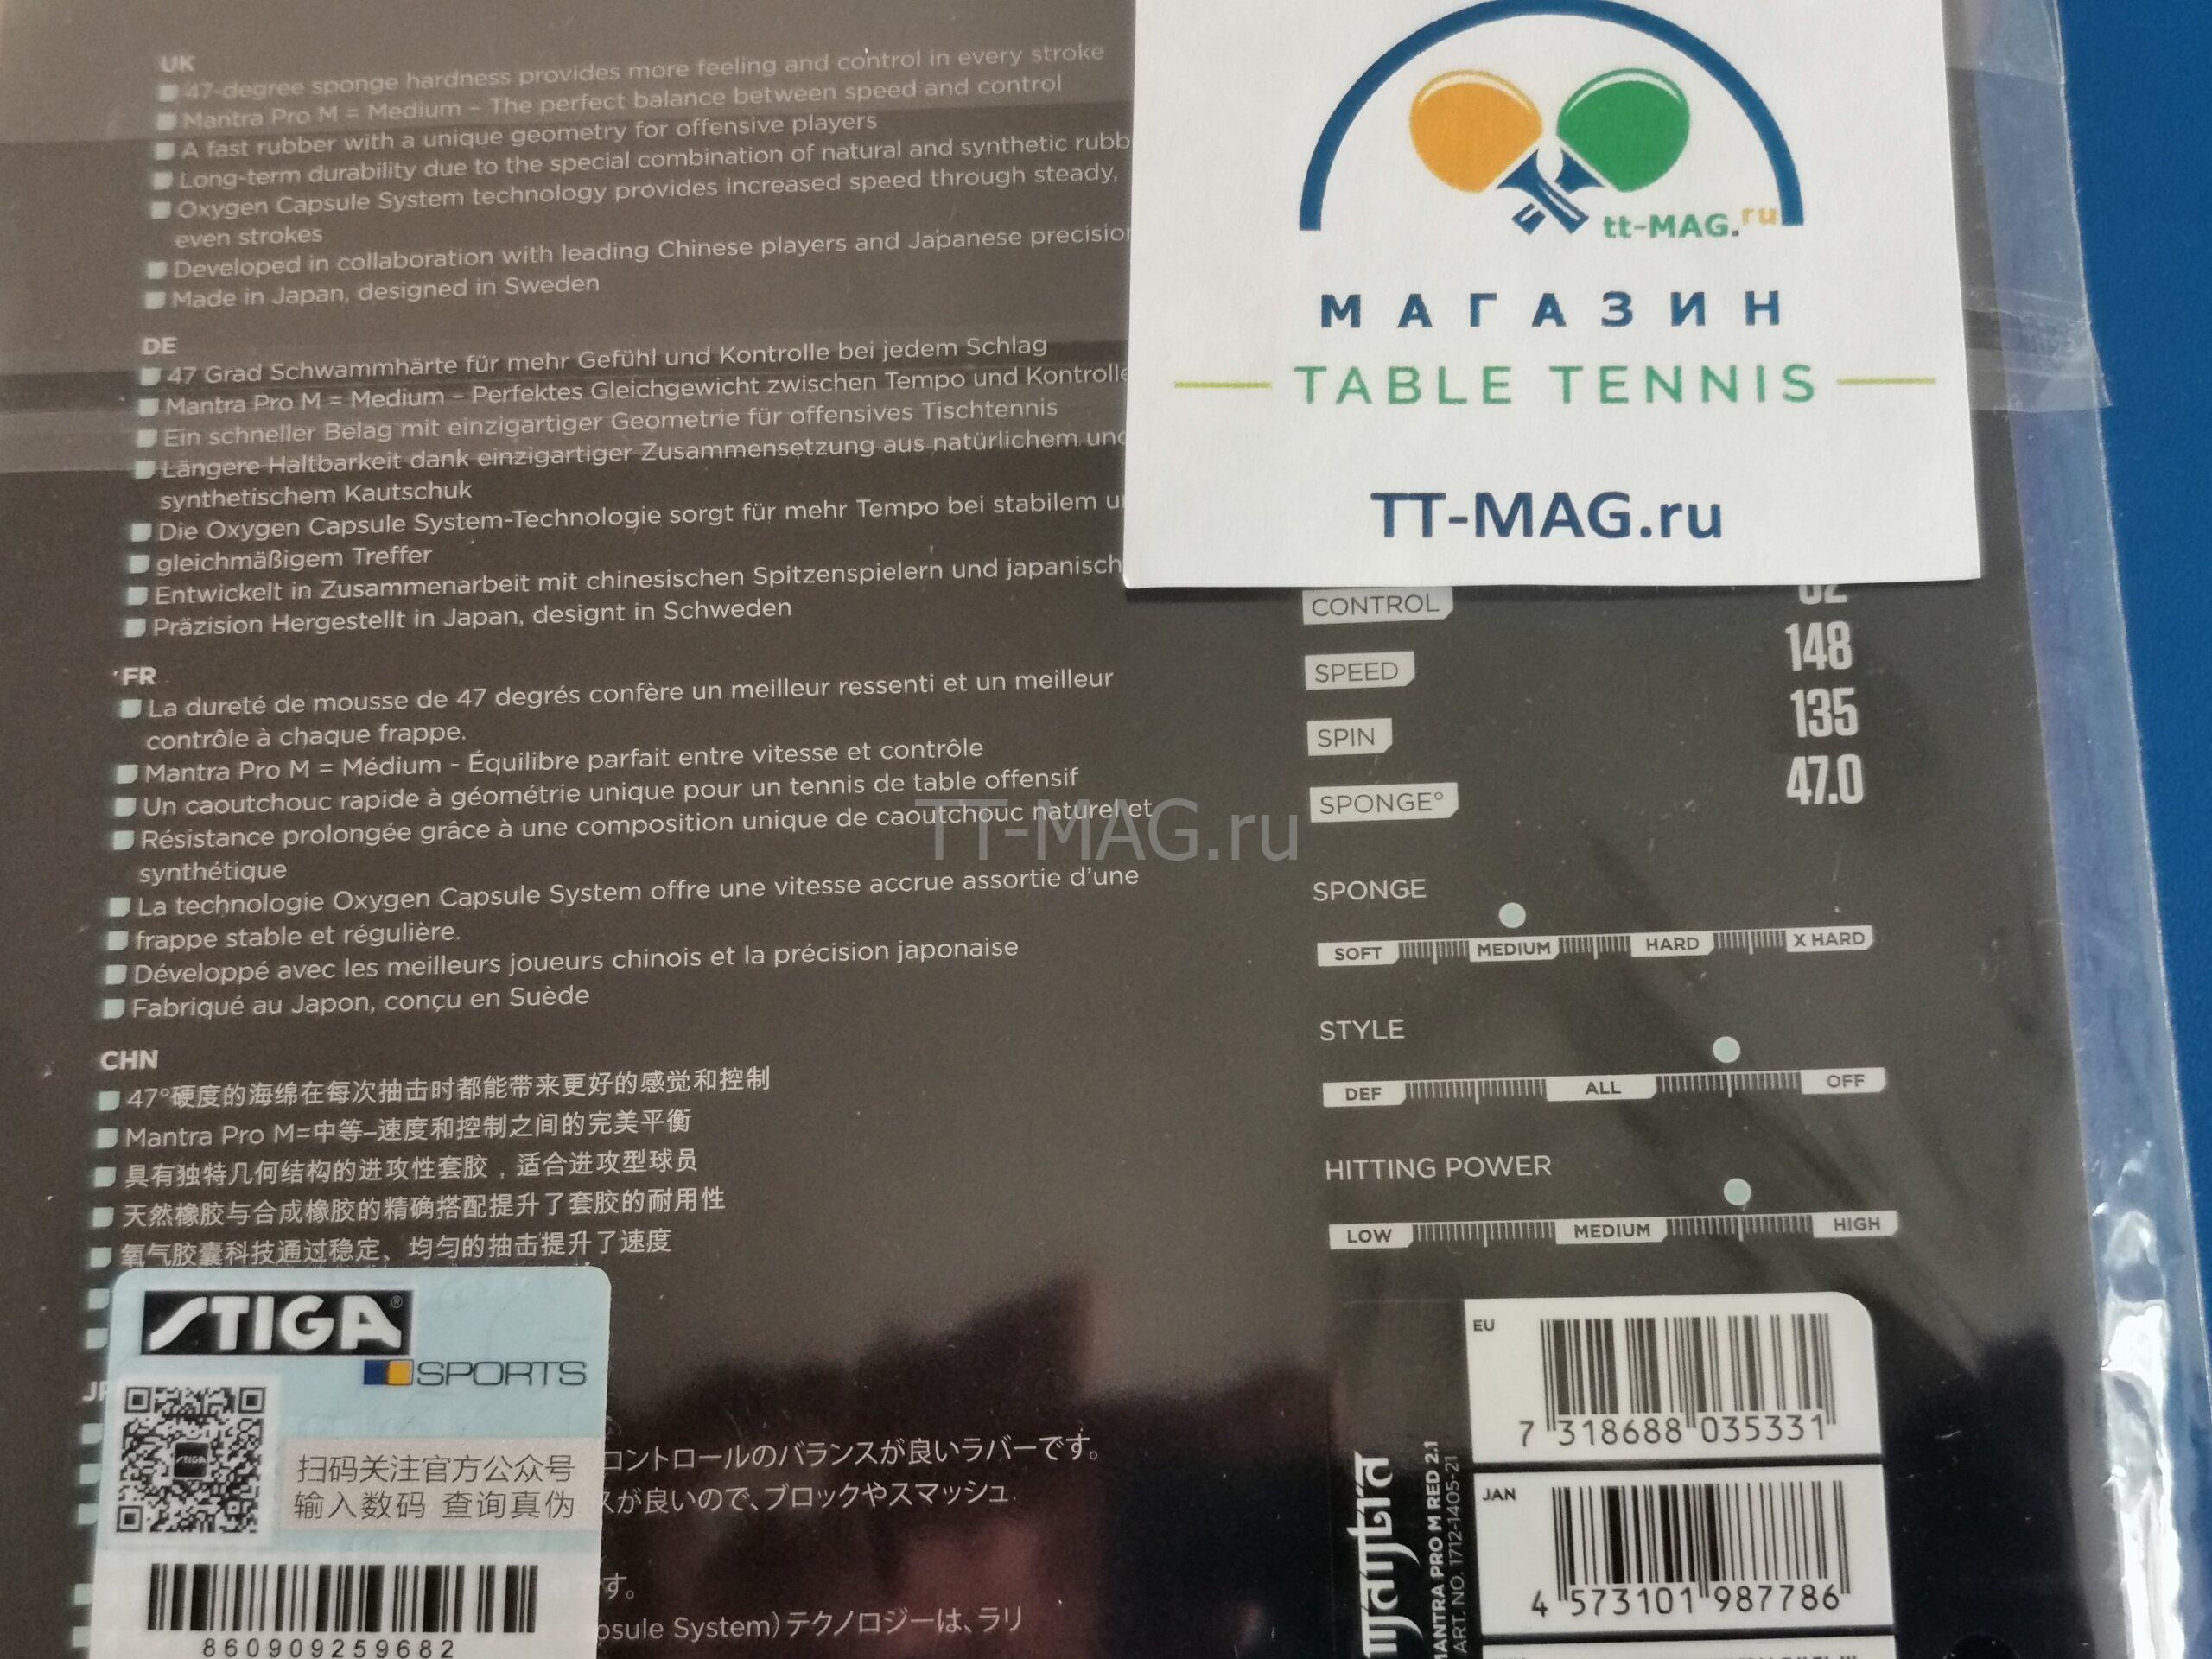 UK
47-degree sponge hardness provides more feeling and control in every stroke
Mantra Pro M = Medium – The perfect balance between speed and control
A fast rubber with a unique geometry for offensive players
Long-term durability due to the special combination of natural and synthetic
Oxygen Capsule System technology provides increased speed through steady,
even strokes
Developed in collaboration with leading Chinese players and Japanese
Made in Japan, designed in Sweden
DE
47 Grad Schwammhärte für mehr Gefühl und Kontrolle bei jedem Schlag
Mantra Pro M = Medium – Perfektes Gleichgewicht zwischen Tempo und
Ein schneller Belag mit einzigartiger Geometrie für offensives Tischtennis
Längere Haltbarkeit dank einzigartiger Zusammensetzung aus natürlichem
synthetischem Kautschuk
Die Oxygen Capsule System-Technologie sorgt für mehr Tempo bei stabilem
gleichmäßigem Treffer
Entwickelt in Zusammenarbeit mit chinesischen Spitzenspielern und
Präzision Hergestellt in Japan, designt in Schweden
FR
La dureté de mousse de 47 degrés confère un meilleur ressenti et un meilleur
contrôle à chaque frappe.
Mantra Pro M = Médium - Équilibre parfait entre vitesse et contrôle
Un caoutchouc rapide à géométrie unique pour un tennis de table offensif
Résistance prolongée grâce à une composition unique de caoutchouc naturel et
synthétique
La technologie Oxygen Capsule System offre une vitesse accrue assortie d'une
frappe stable et régulière.
Développé avec les meilleurs joueurs chinois et la précision japonaise
Fabriqué au Japon, conçu en Suède
CHN
47°硬度的海绵在每次抽击时都能带来更好的感觉和控制
Mantra Pro M=中等–速度和控制之间的完美平衡
具有独特几何结构的进攻性套胶，适合进攻型球员
天然橡胶与合成橡胶的精确搭配提升了套胶的耐用性
氧气胶囊科技通过稳定、均匀的抽击提升了速度
STIGA®
SPORTS
STIGA
扫码关注官方公众号
输入数码 查询真伪
860909259682
コントロールのバランスが良いラバーです。
が良いので、ブロックやスマッシュ
す。
System) テクノロジーは、ラリ
tt-MAG.ru
МАГАЗИН
TABLE TENNIS
TT-MAG.ru
TT-MAG.ru
CONTROL
SPEED 148
SPIN 135
SPONGE° 47.0
SPONGE
SOFT MEDIUM HARD X HARD
STYLE
DEF ALL OFF
HITTING POWER
LOW MEDIUM HIGH
mantra
MANTRA PRO M RED 2.1
ART. NO. 1712-1405-21
EU
7 318688 035331
JAN
4 573101 987786